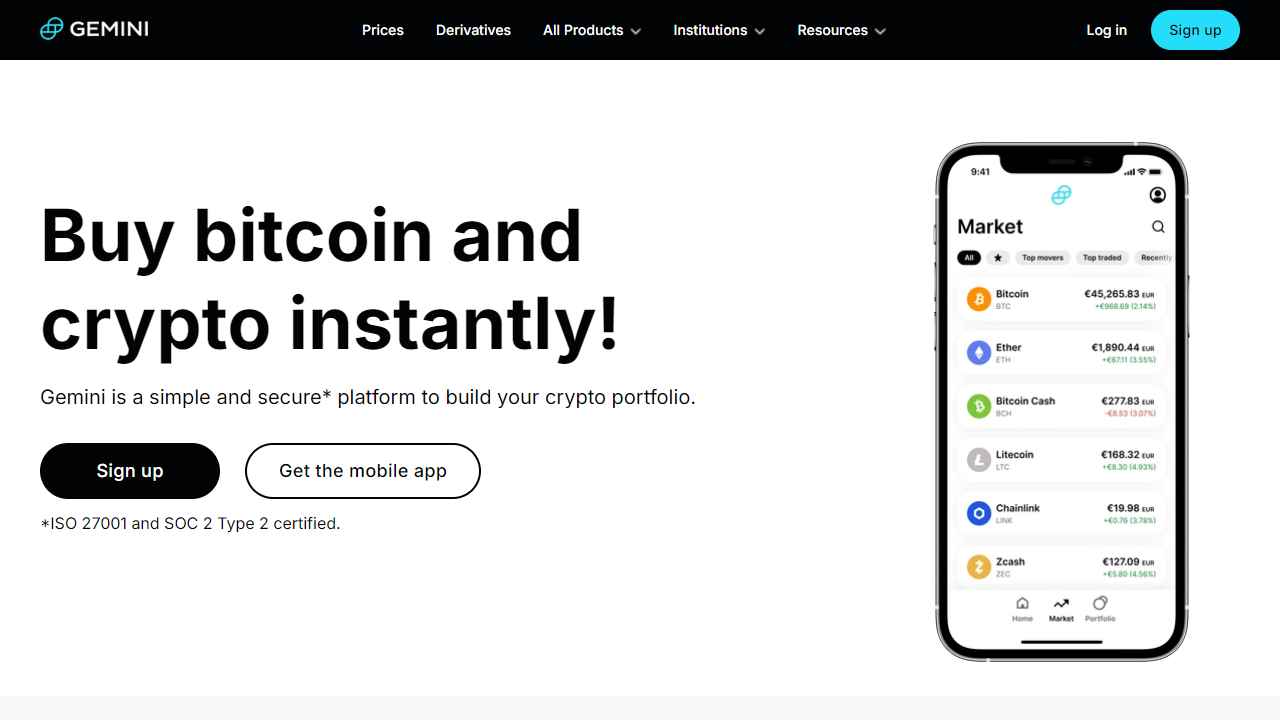 GEMINI
Prices Derivatives All Products Institutions Resources
Log in Sign up
Buy bitcoin and
crypto instantly!
Gemini is a simple and secure* platform to build your crypto portfolio.
Sign up Get the mobile app
*ISO 27001 and SOC 2 Type 2 certified.
9:41
Market
All Top movers Top traded Recently
Bitcoin €45,265.83 EUR
BTC +€968.69 (2.14%)
Ether €1,890.44 EUR
ETH +€67.11 (3.55%)
Bitcoin Cash €277.83 EUR
BCH -€8.53 (3.07%)
Litecoin €168.32 EUR
LTC +€8.30 (4.93%)
Chainlink €19.98 EUR
LINK +€0.76 (3.78%)
Zcash €127.09 EUR
ZEC +€5.80 (4.56%)
Home Market Portfolio